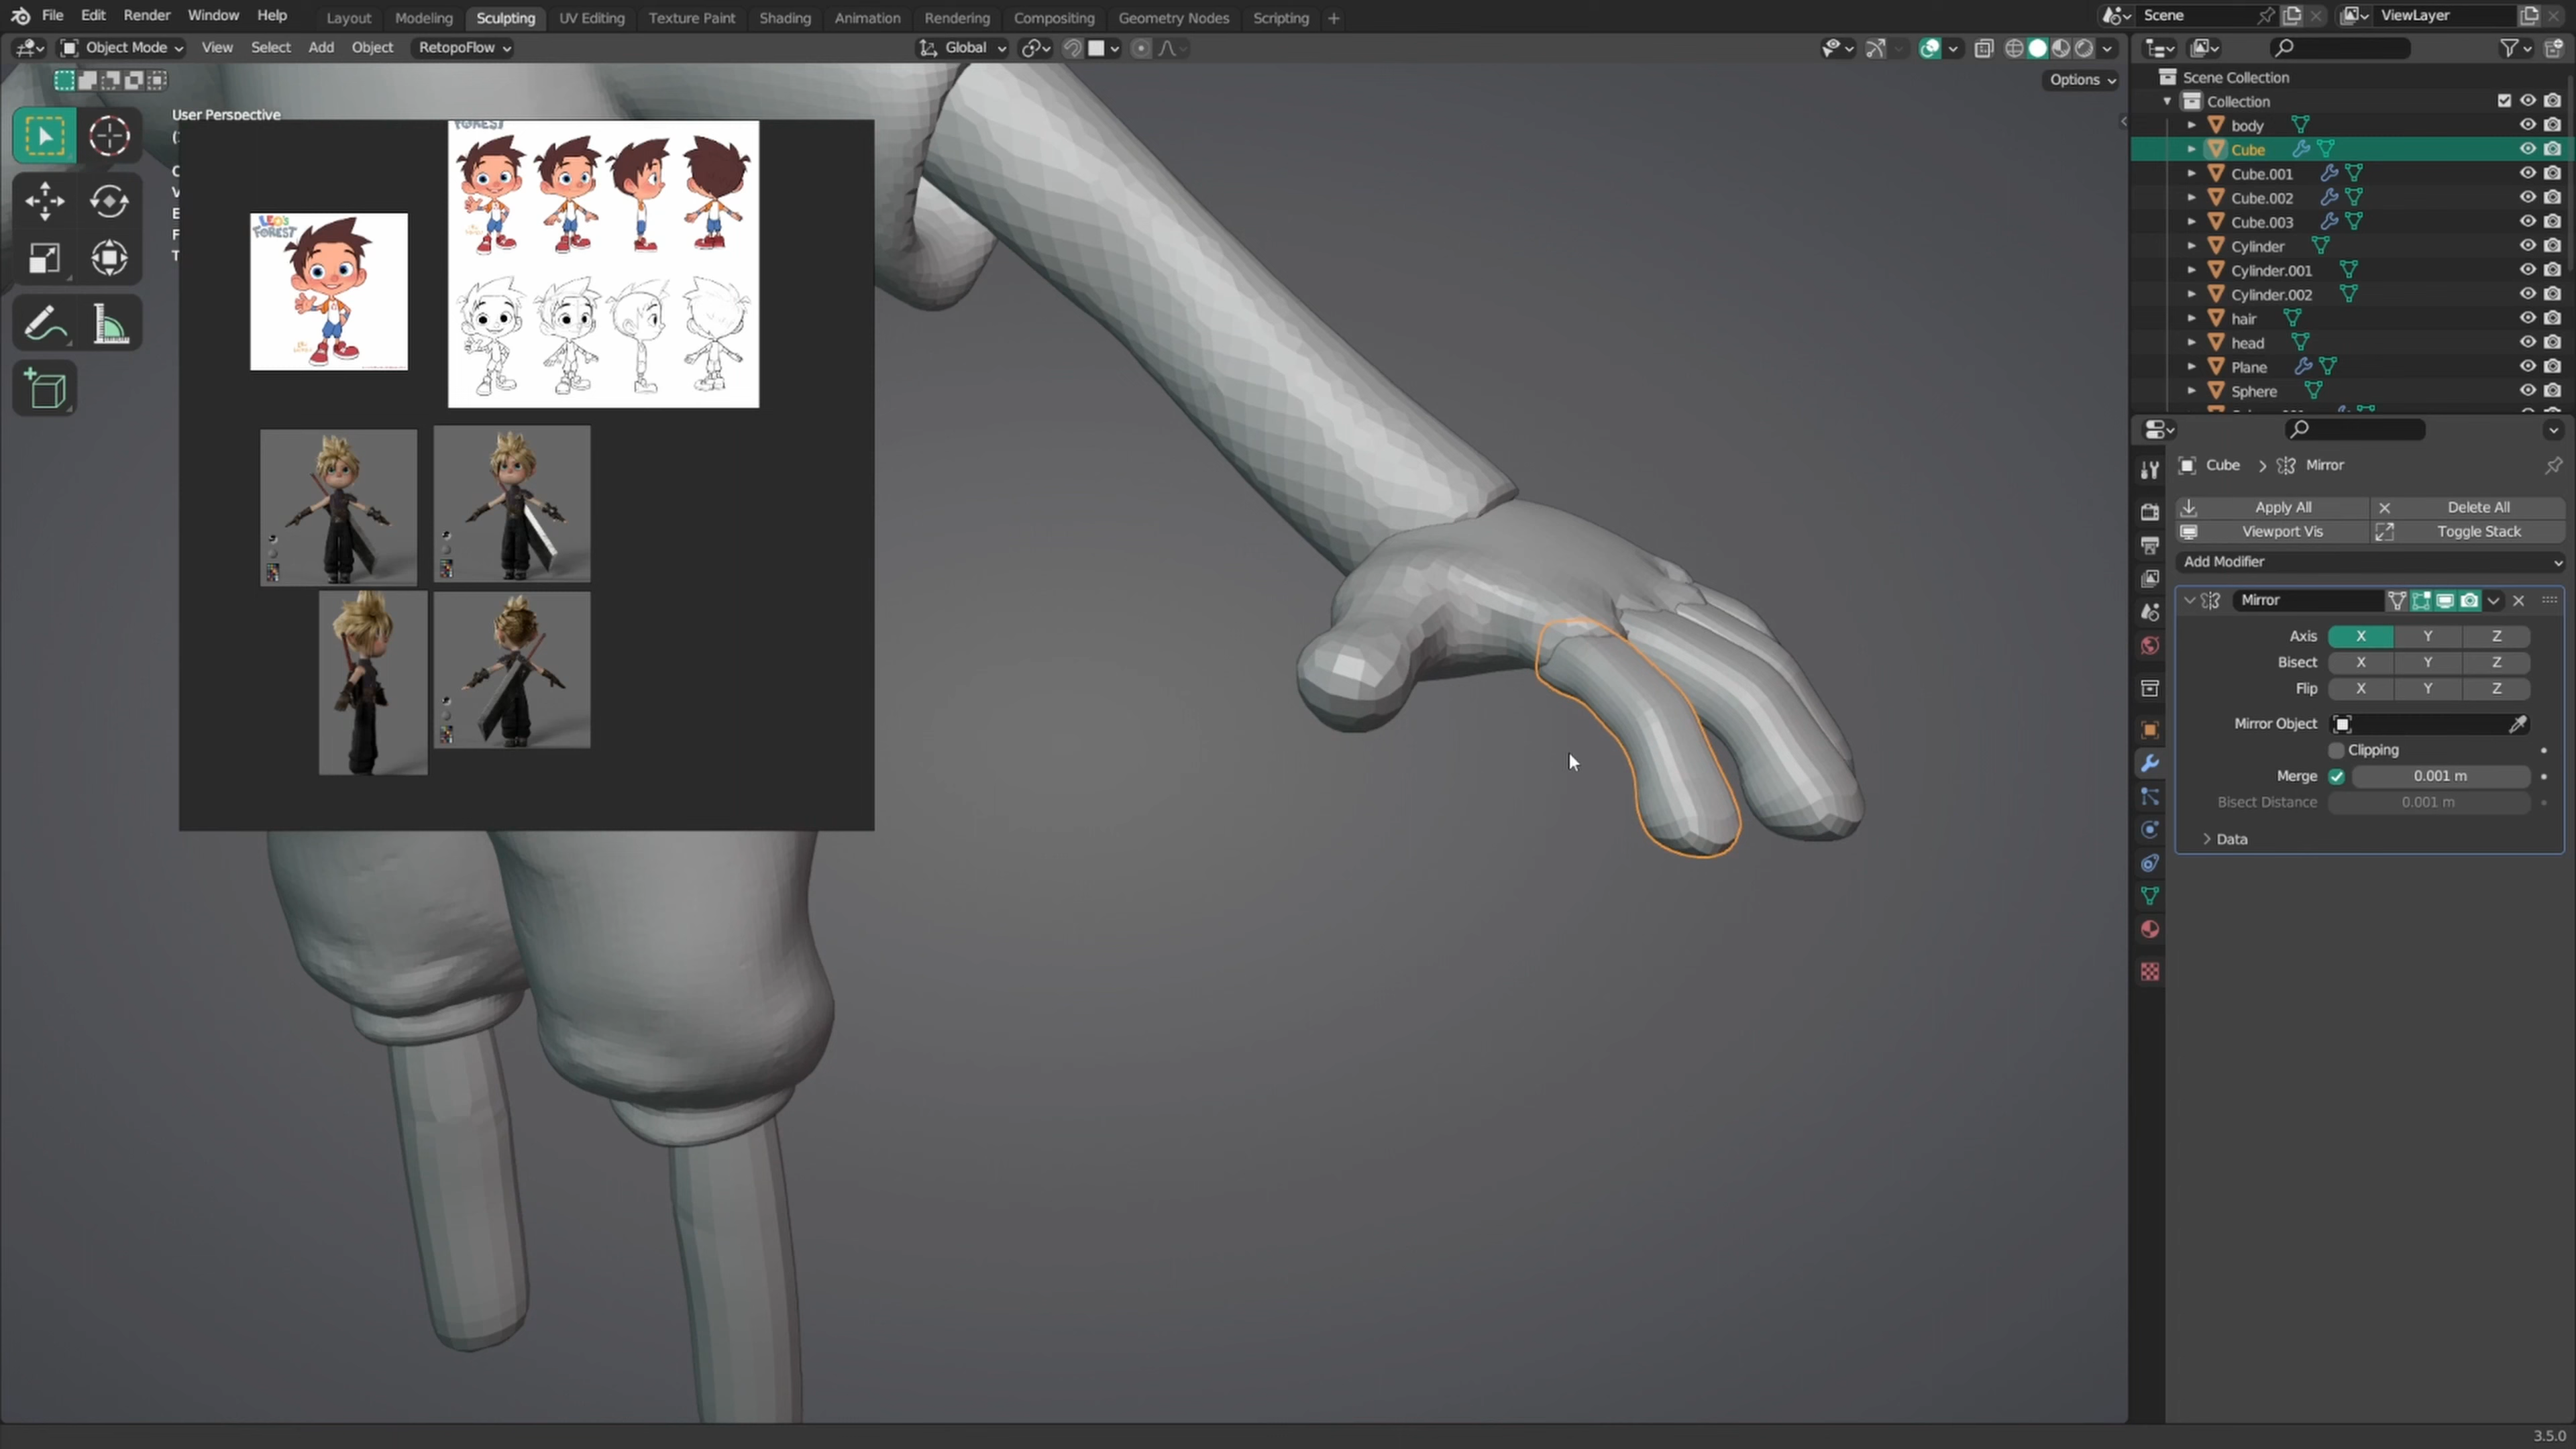 File Edit Render Window Help Layout Modeling Sculpting UV Editing Texture Paint Shading Animation Rendering Compositing Geometry Nodes Scripting + Scene ViewLayer
Object Mode View Select Add Object RetopoFlow Global
Options
User Perspective
(
C
V
E
F
T
FOREST
LEO'S
FOREST
Scene Collection
Collection
body
Cube
Cube.001
Cube.002
Cube.003
Cylinder
Cylinder.001
Cylinder.002
hair
head
Plane
Sphere
Cube > Mirror
Apply All Delete All
Viewport Vis Toggle Stack
Add Modifier
Mirror
Axis X Y Z
Bisect X Y Z
Flip X Y Z
Mirror Object
Clipping
Merge 0.001 m
Bisect Distance 0.001 m
Data
3.5.0